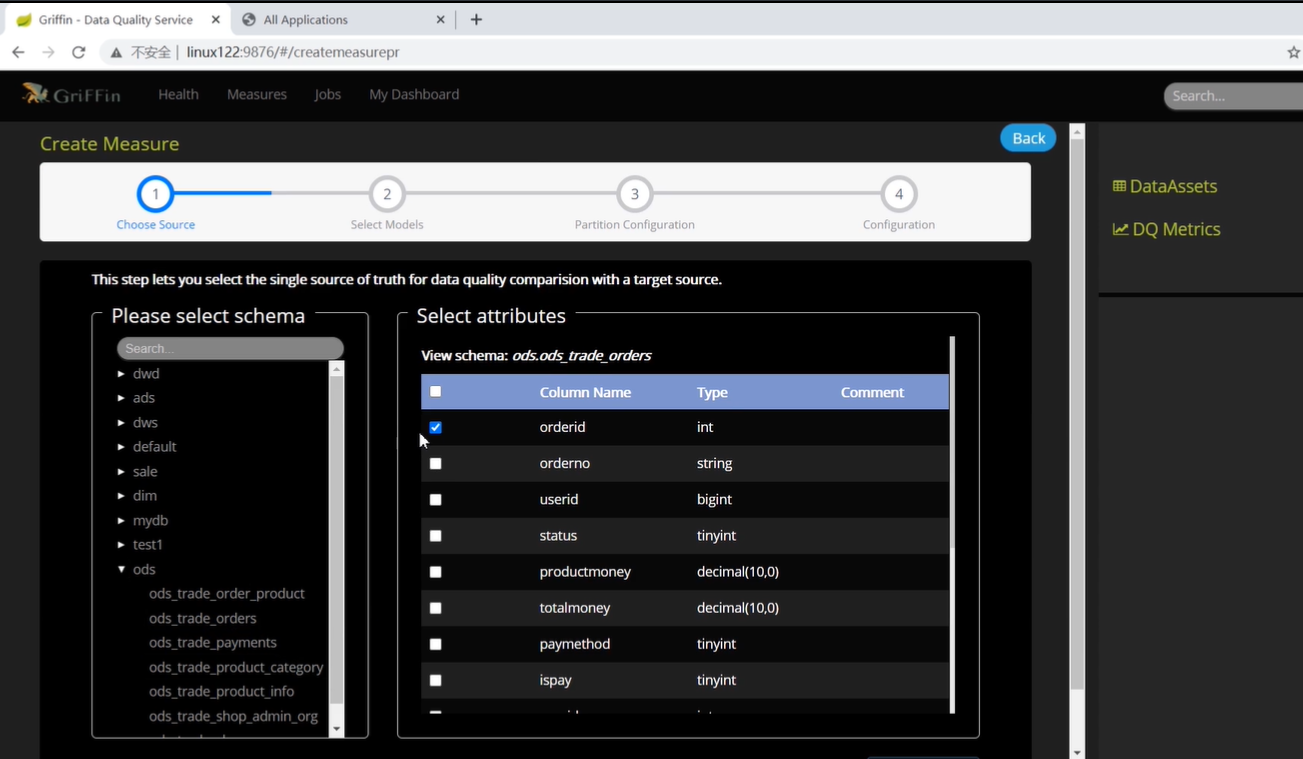 Griffin - Data Quality Service
All Applications
不安全 | linux122:9876/#/createmeasurepr
GriFFin
Health
Measures
Jobs
My Dashboard
Search...
Create Measure
Back
1
2
3
4
Choose Source
Select Models
Partition Configuration
Configuration
DataAssets
DQ Metrics
This step lets you select the single source of truth for data quality comparision with a target source.
Please select schema
Search...
dwd
ads
dws
default
sale
dim
mydb
test1
ods
ods_trade_order_product
ods_trade_orders
ods_trade_payments
ods_trade_product_category
ods_trade_product_info
ods_trade_shop_admin_org
Select attributes
View schema: ods.ods_trade_orders
Column Name Type Comment
orderid int
orderno string
userid bigint
status tinyint
productmoney decimal(10,0)
totalmoney decimal(10,0)
paymethod tinyint
ispay tinyint